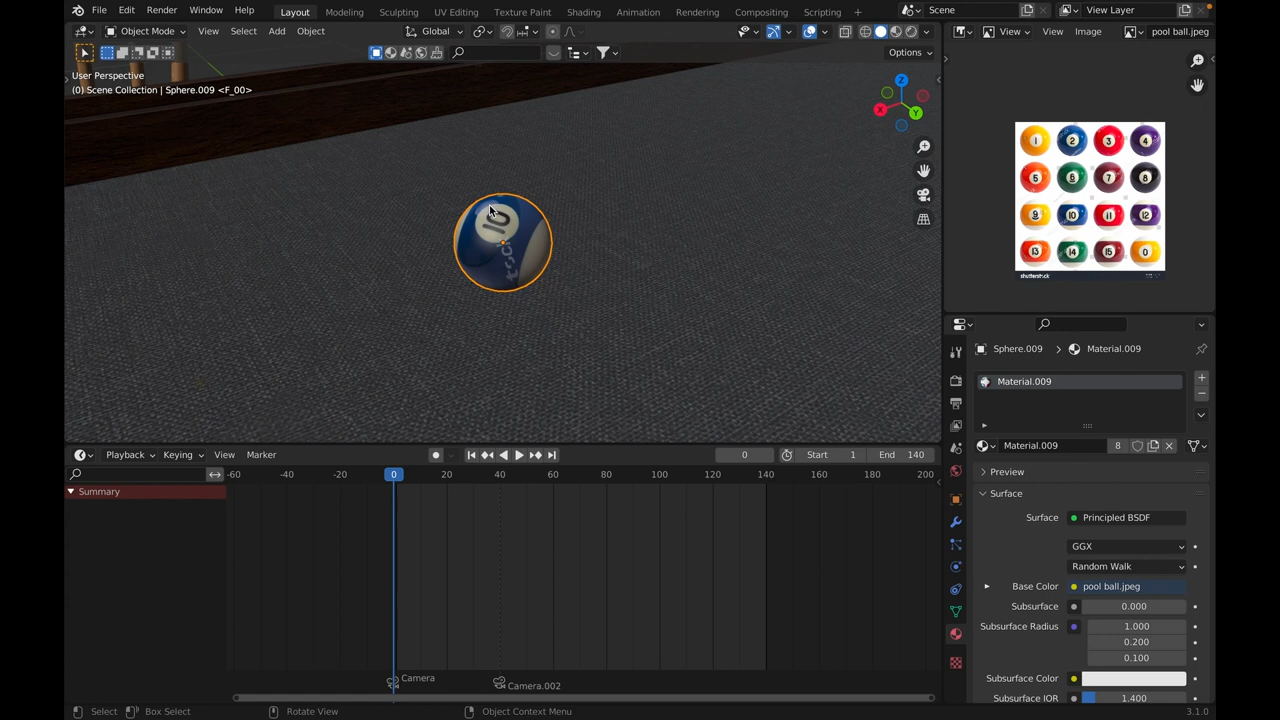 File Edit Render Window Help Layout Modeling Sculpting UV Editing Texture Paint Shading Animation Rendering Compositing Scripting Scene View Layer
Object Mode View Select Add Object Global View View Image pool ball.jpeg
Options
User Perspective
(0) Scene Collection | Sphere.009 <F_00>
Z
X
Y
10
1 2 3 4
5 6 7 8
9 10 11 12
13 14 15 0
shutterstock
Sphere.009 > Material.009
Material.009
Material.009 8
Preview
Surface
Surface Principled BSDF
GGX
Random Walk
Base Color pool ball.jpeg
Subsurface 0.000
Subsurface Radius 1.000
0.200
0.100
Subsurface Color
Subsurface IOR 1.400
Playback Keying View Marker 0 Start 1 End 140
-60 -40 -20 0 20 40 60 80 100 120 140 160 180 200
Summary
Camera
Camera.002
Select Box Select Rotate View Object Context Menu 3.1.0